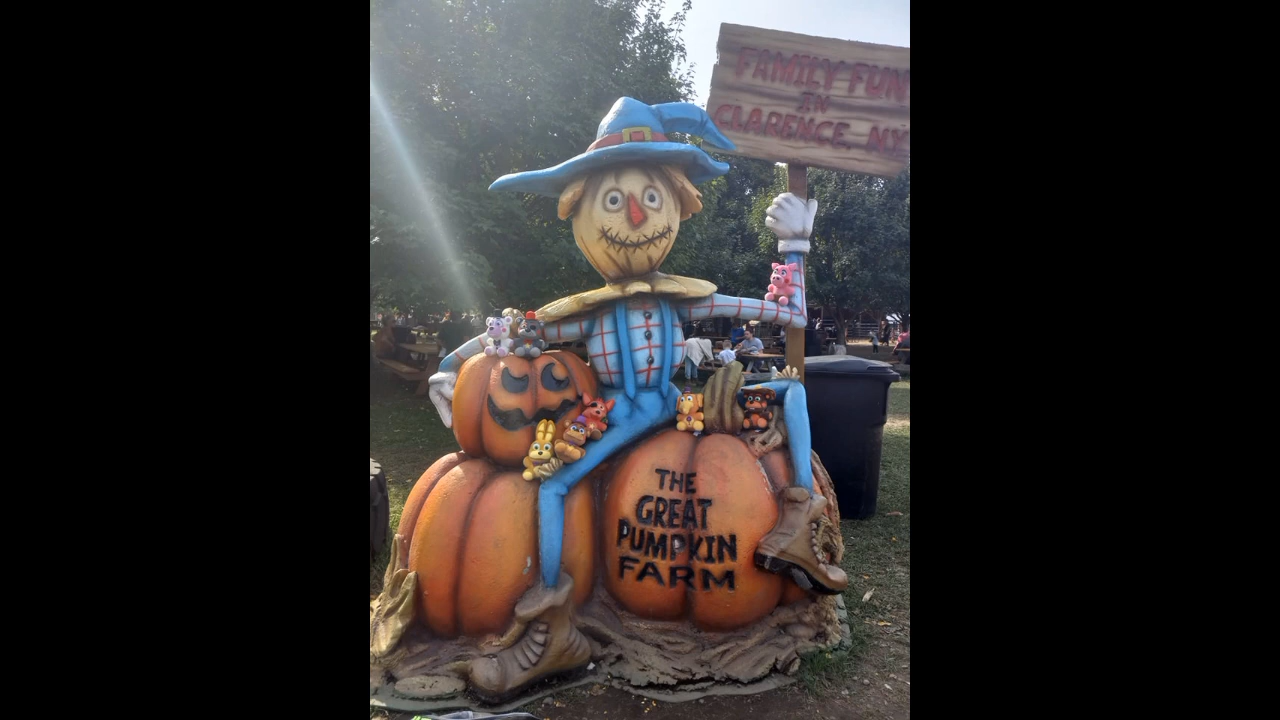 FAMILY FUN
IN
CLARENCE, NY
THE
GREAT
PUMPKIN
FARM